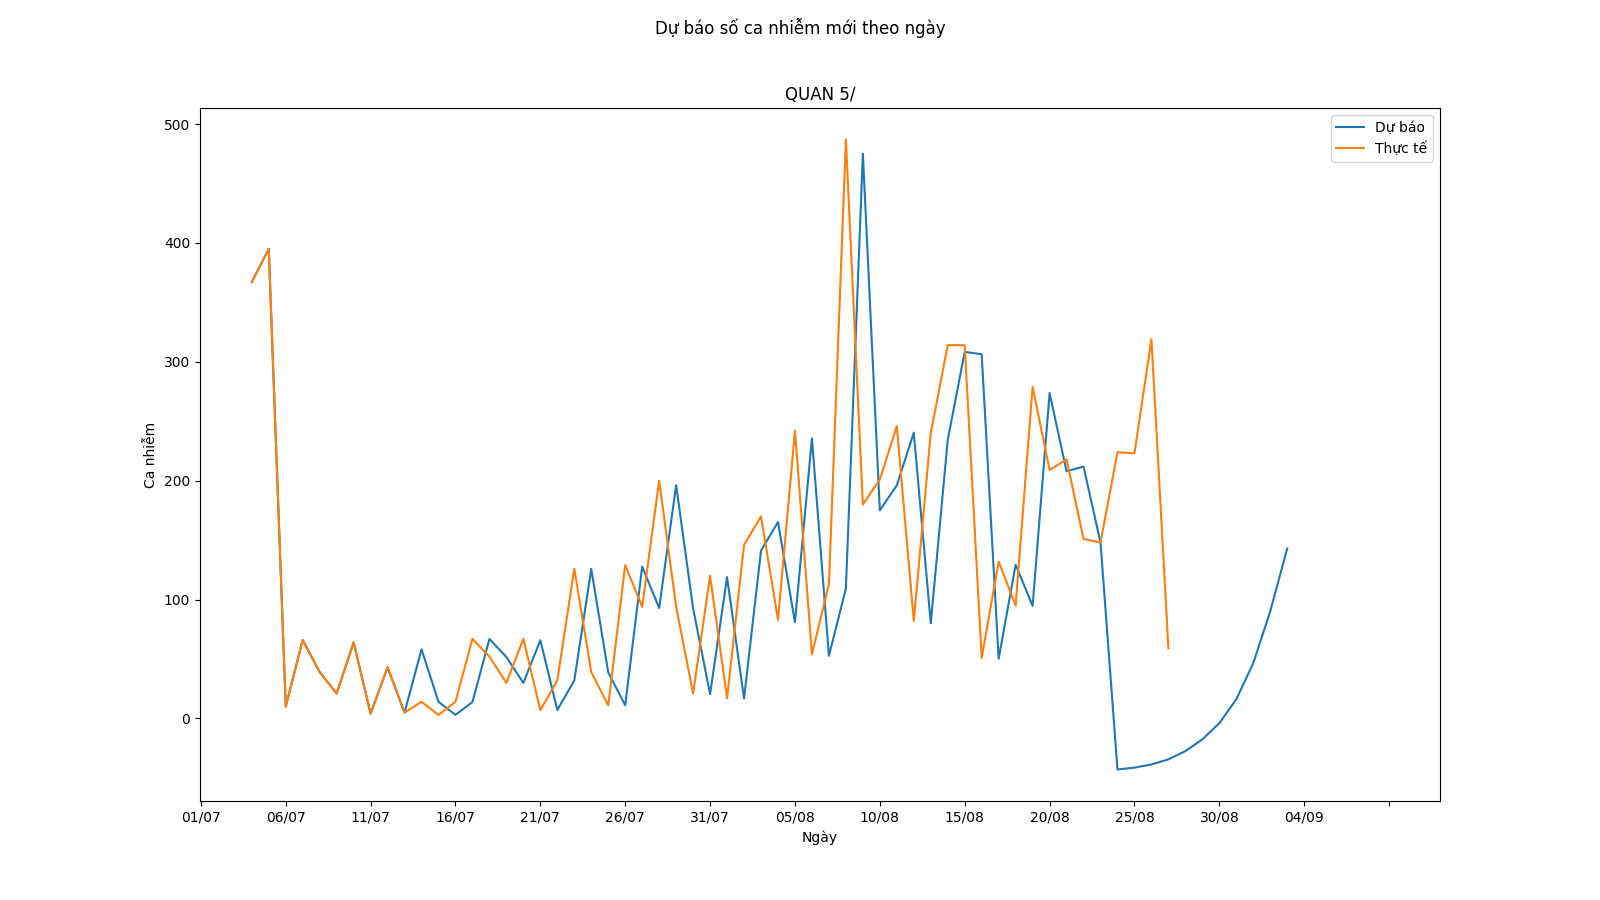 Dự báo số ca nhiễm mới theo ngày
QUAN 5/
Dự báo
Thực tế
500
400
300
200
100
0
Ca nhiễm
01/07 06/07 11/07 16/07 21/07 26/07 31/07 05/08 10/08 15/08 20/08 25/08 30/08 04/09
Ngày